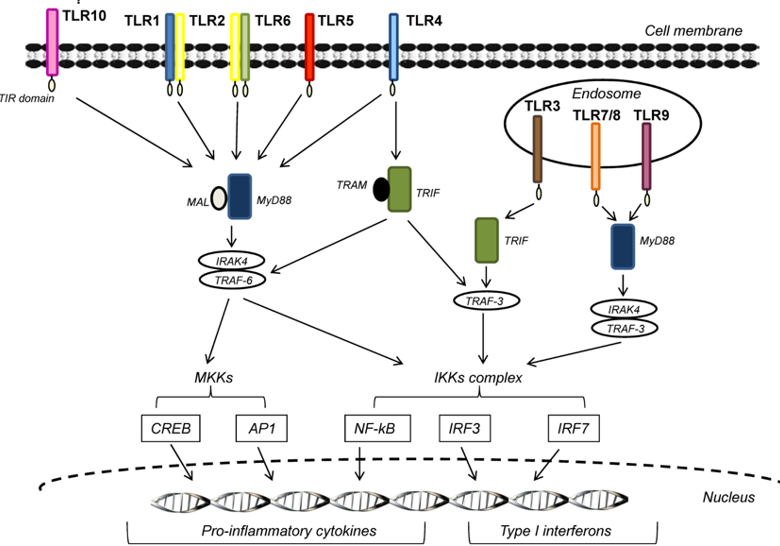 TLR10 TLR1 TLR2 TLR6 TLR5 TLR4
Cell membrane
TIR domain
Endosome
TLR3 TLR7/8 TLR9
MAL MyD88 TRAM TRIF
TRIF MyD88
IRAK4
TRAF-6
TRAF-3
IRAK4
TRAF-3
MKKs IKKs complex
CREB AP1 NF-kB IRF3 IRF7
Nucleus
Pro-inflammatory cytokines Type I interferons